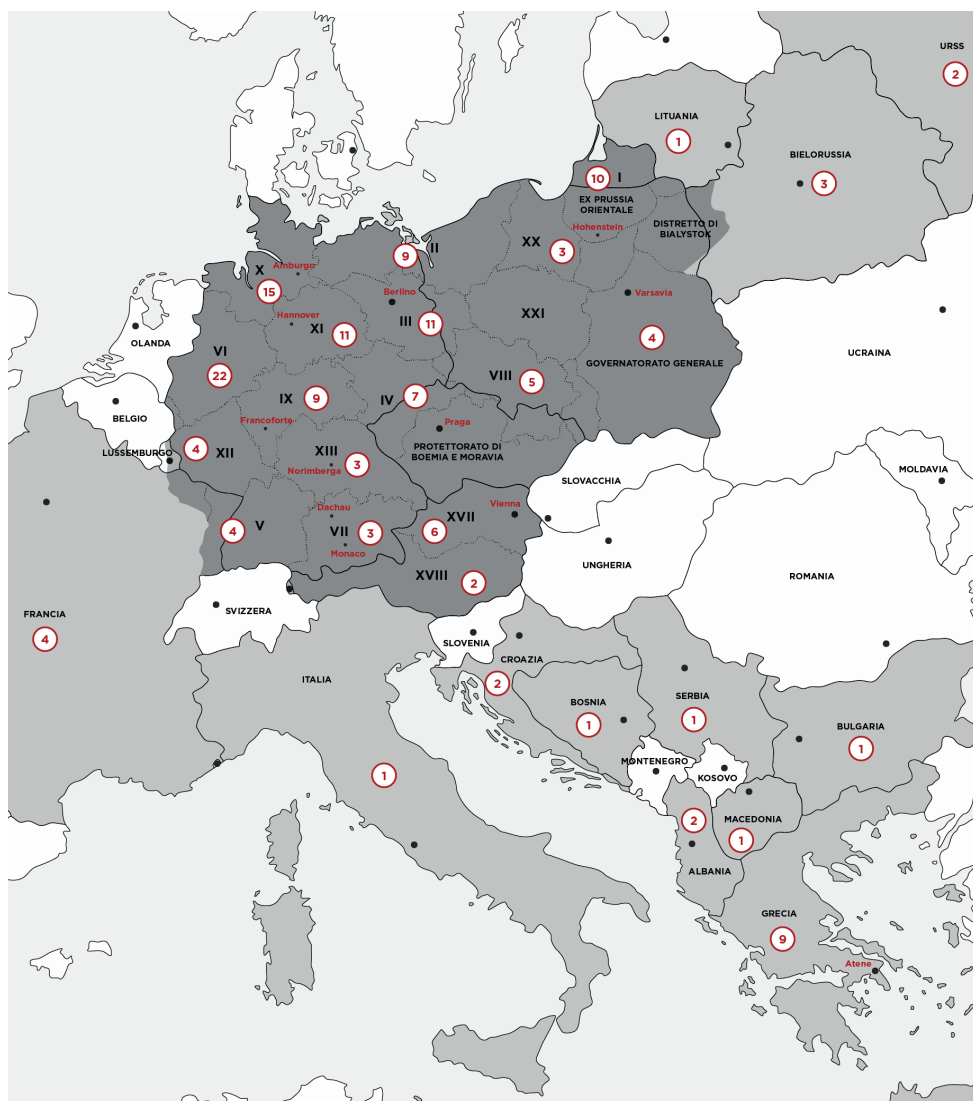 URSS
2
LITUANIA
1
BIELORUSSIA
3
10
I
EX PRUSSIA
ORIENTALE
Hohenstein
DISTRETTO DI
BIALYSTOK
XX
3
II
9
X
Amburgo
15
Berlino
Varsavia
Hannover
XI
11
III
11
XXI
4
GOVERNATORATO GENERALE
OLANDA
VI
22
UCRAINA
VIII
5
IX
9
IV
7
BELGIO
Francoforte
Praga
PROTETTORATO DI
BOEMIA E MORAVIA
LUSSEMBURGO
4
XII
XIII
3
Norimberga
MOLDAVIA
SLOVACCHIA
Dachau
Vienna
4
V
VII
3
Monaco
XVII
6
UNGHERIA
XVIII
2
ROMANIA
SVIZZERA
FRANCIA
4
SLOVENIA
CROAZIA
2
ITALIA
BOSNIA
1
SERBIA
1
BULGARIA
1
MONTENEGRO
KOSOVO
1
2
MACEDONIA
1
ALBANIA
GRECIA
9
Atene